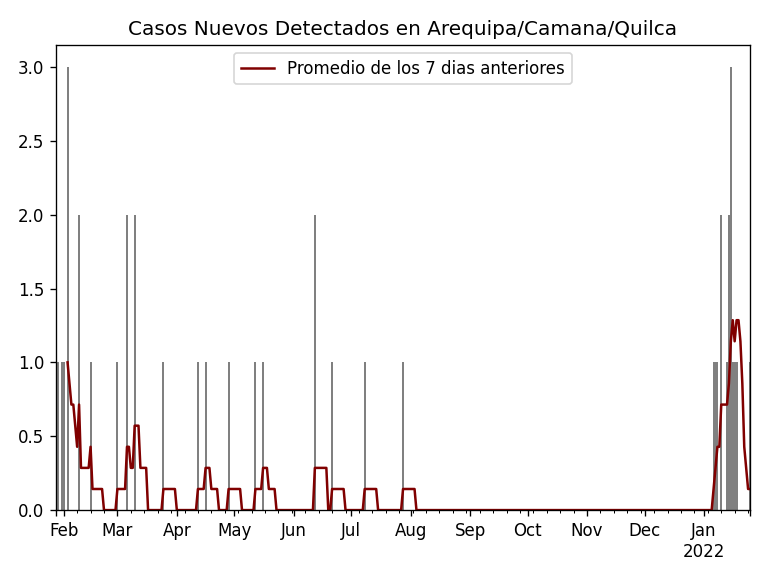 Casos Nuevos Detectados en Arequipa/Camana/Quilca
Promedio de los 7 dias anteriores
3.0
2.5
2.0
1.5
1.0
0.5
0.0
Feb Mar Apr May Jun Jul Aug Sep Oct Nov Dec Jan
2022